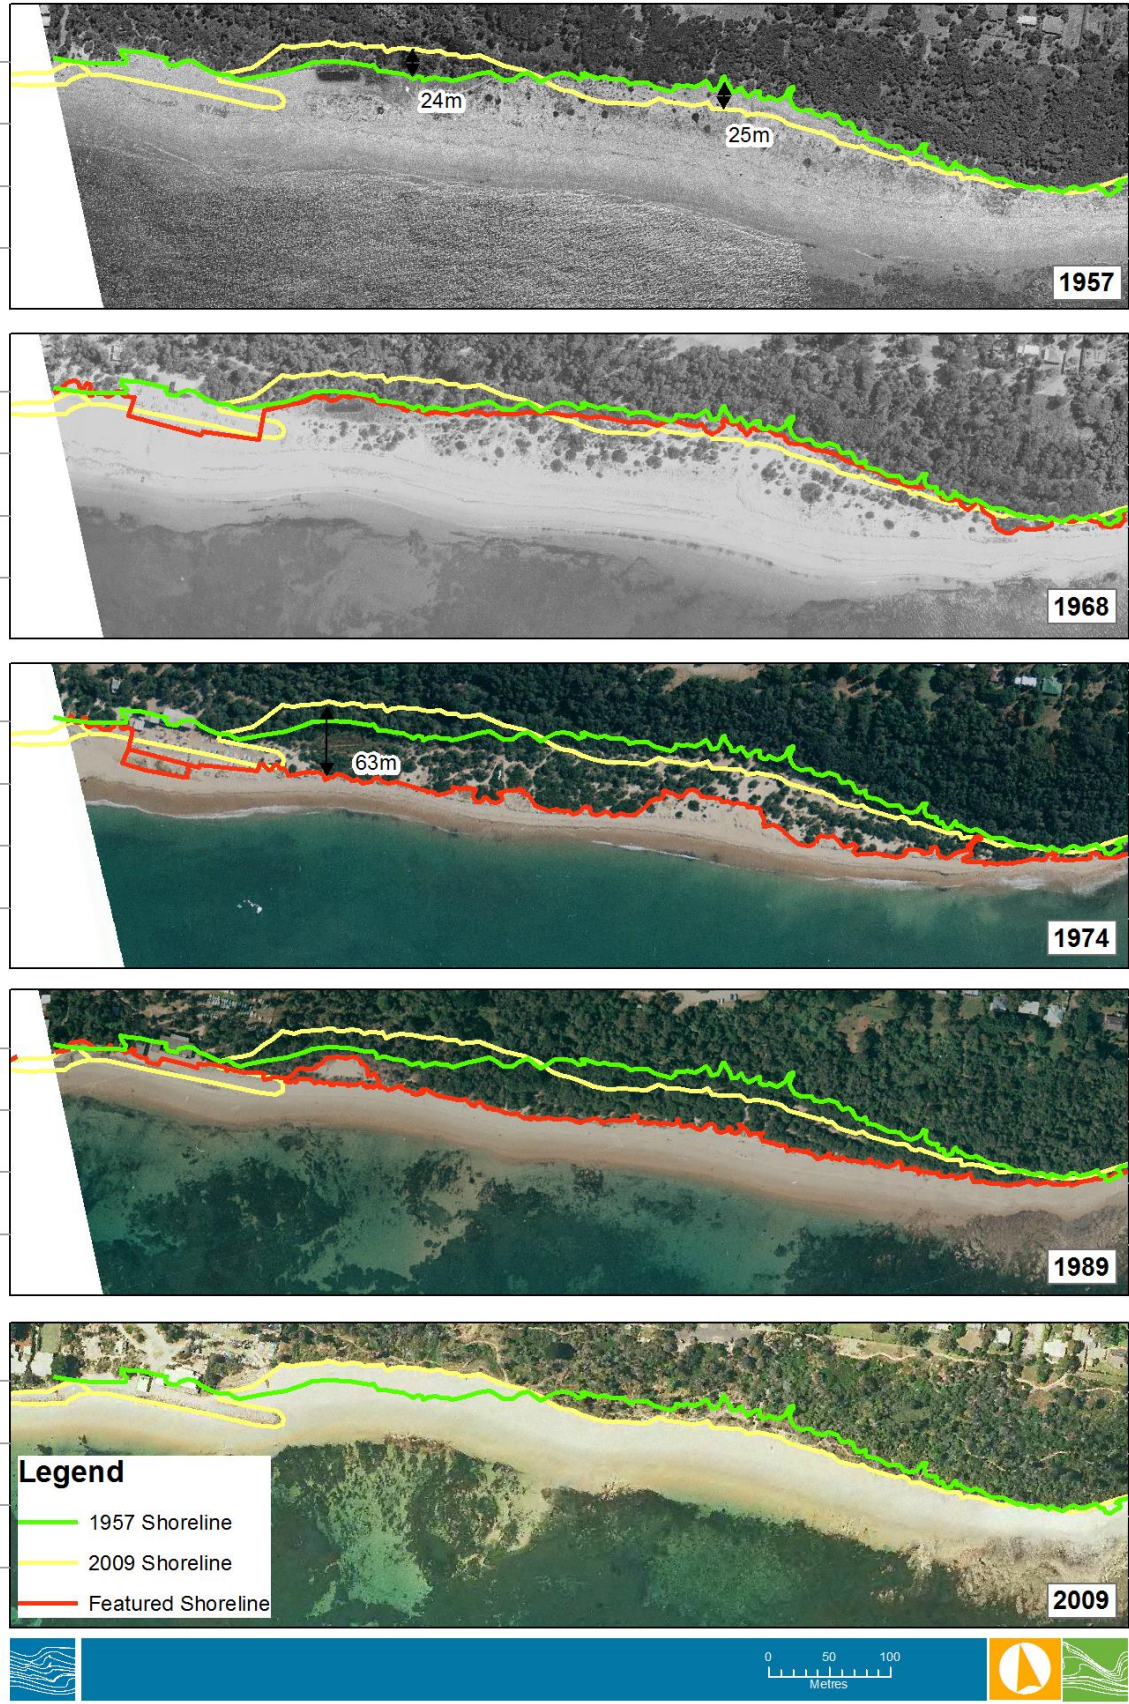 24m
25m
1957
1968
63m
1974
1989
Legend
1957 Shoreline
2009 Shoreline
Featured Shoreline
2009
0 50 100
Metres